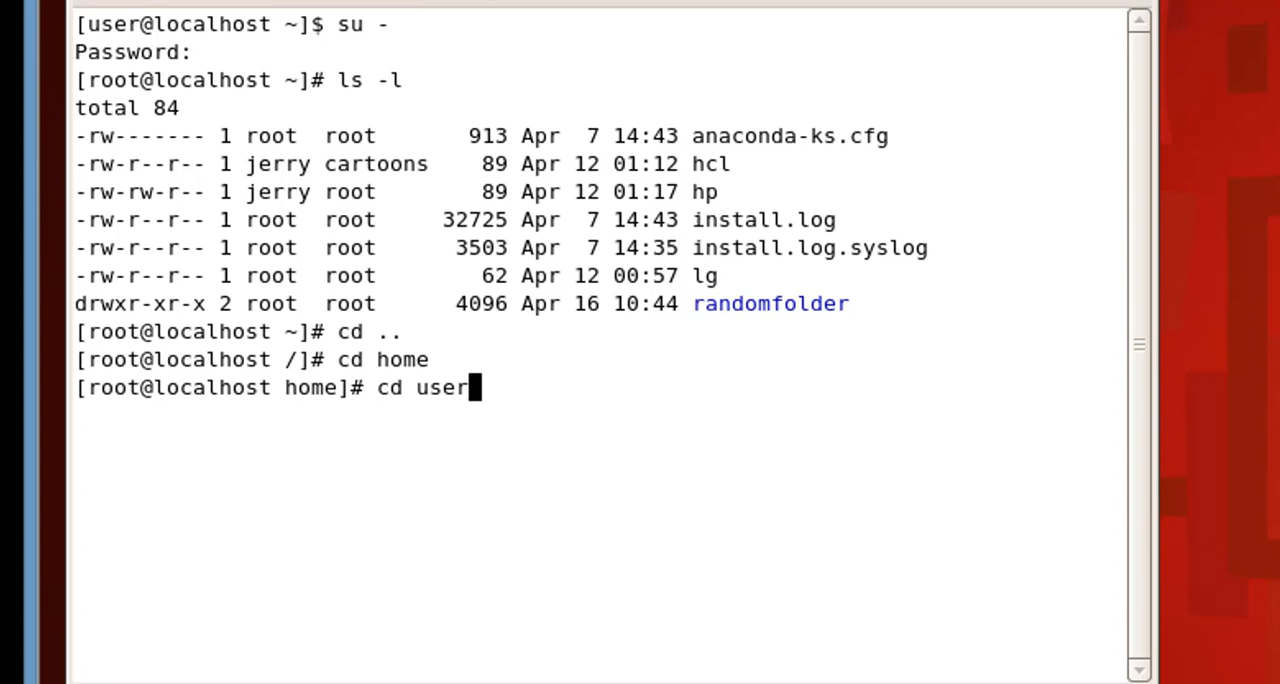 [user@localhost ~]$ su -
Password:
[root@localhost ~]# ls -l
total 84
-rw------- 1 root  root       913 Apr  7 14:43 anaconda-ks.cfg
-rw-r--r-- 1 jerry cartoons    89 Apr 12 01:12 hcl
-rw-rw-r-- 1 jerry root        89 Apr 12 01:17 hp
-rw-r--r-- 1 root  root     32725 Apr  7 14:43 install.log
-rw-r--r-- 1 root  root      3503 Apr  7 14:35 install.log.syslog
-rw-r--r-- 1 root  root        62 Apr 12 00:57 lg
drwxr-xr-x 2 root  root      4096 Apr 16 10:44 randomfolder
[root@localhost ~]# cd ..
[root@localhost /]# cd home
[root@localhost home]# cd user